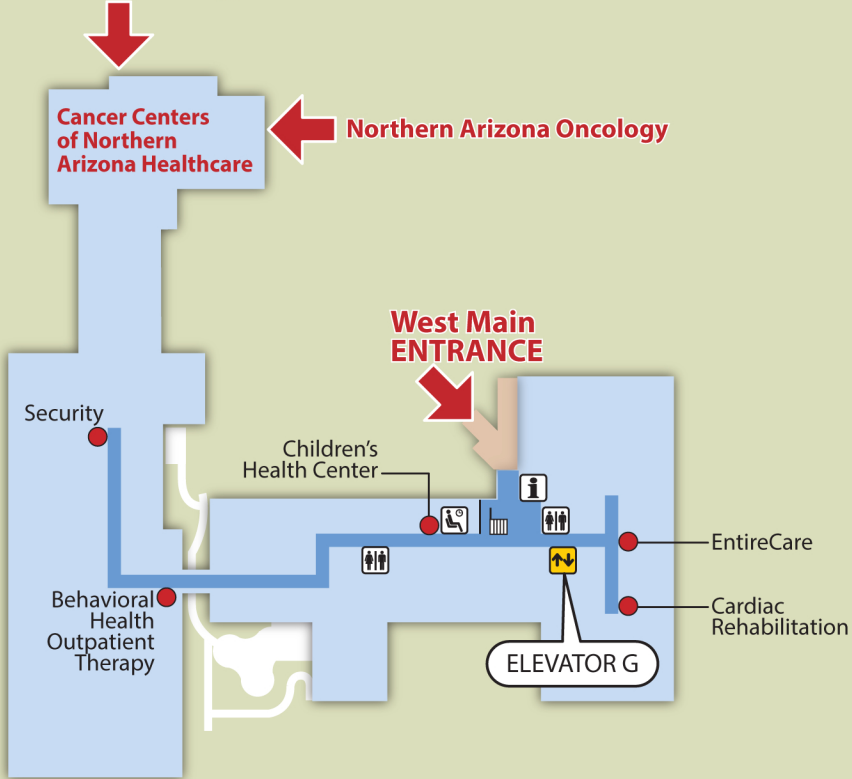 Cancer Centers
of Northern
Arizona Healthcare
Northern Arizona Oncology
West Main
ENTRANCE
Security
Children's
Health Center
i
EntireCare
Behavioral
Health
Outpatient
Therapy
Cardiac
Rehabilitation
ELEVATOR G